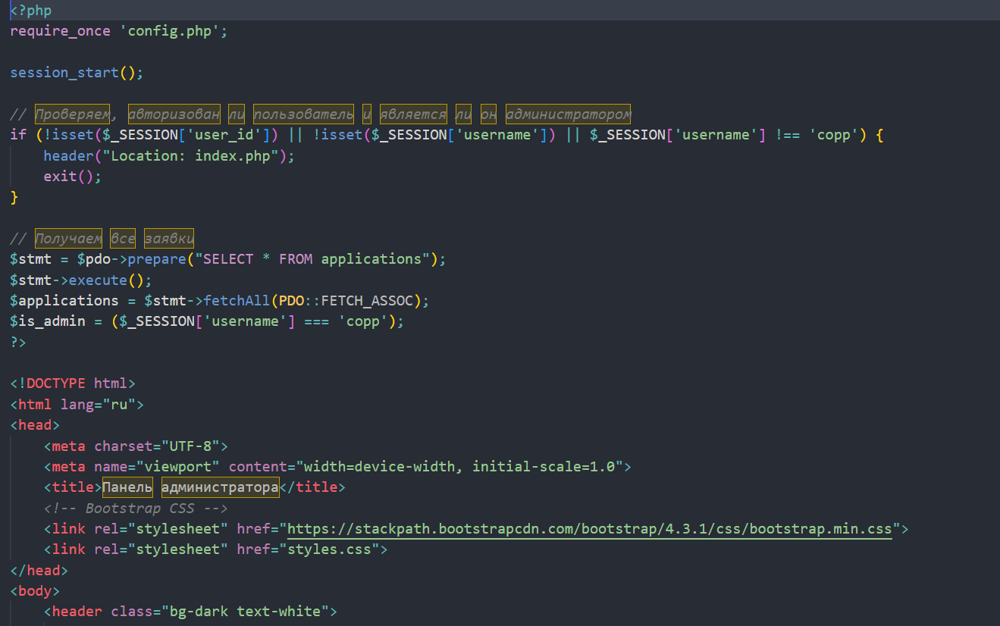 <?php
require_once 'config.php';
session_start();
// Проверяем, авторизован ли пользователь и является ли он администратором
if (!isset($_SESSION['user_id']) || !isset($_SESSION['username']) || $_SESSION['username'] !== 'copp') {
    header("Location: index.php");
    exit();
}
// Получаем все заявки
$stmt = $pdo->prepare("SELECT * FROM applications");
$stmt->execute();
$applications = $stmt->fetchAll(PDO::FETCH_ASSOC);
$is_admin = ($_SESSION['username'] === 'copp');
?>
<!DOCTYPE html>
<html lang="ru">
<head>
    <meta charset="UTF-8">
    <meta name="viewport" content="width=device-width, initial-scale=1.0">
    <title>Панель администратора</title>
    <!-- Bootstrap CSS -->
    <link rel="stylesheet" href="https://stackpath.bootstrapcdn.com/bootstrap/4.3.1/css/bootstrap.min.css">
    <link rel="stylesheet" href="styles.css">
</head>
<body>
    <header class="bg-dark text-white">